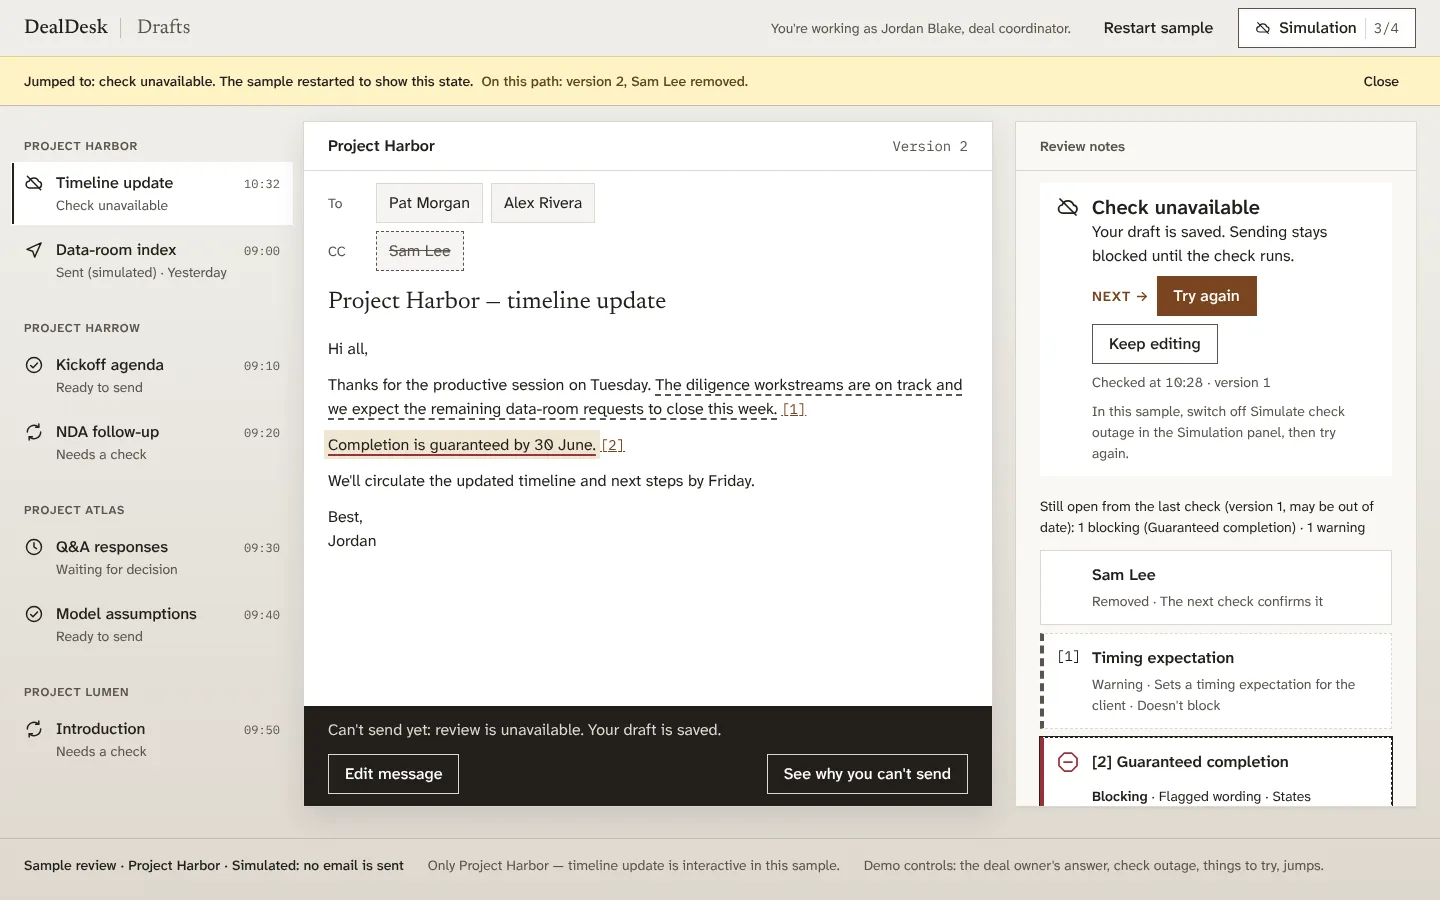 DealDesk
Drafts
You're working as Jordan Blake, deal coordinator.
Restart sample
Simulation 3/4
Jumped to: check unavailable. The sample restarted to show this state. On this path: version 2, Sam Lee removed.
Close
PROJECT HARBOR
Timeline update 10:32
Check unavailable
Data-room index 09:00
Sent (simulated) · Yesterday
PROJECT HARROW
Kickoff agenda 09:10
Ready to send
NDA follow-up 09:20
Needs a check
PROJECT ATLAS
Q&A responses 09:30
Waiting for decision
Model assumptions 09:40
Ready to send
PROJECT LUMEN
Introduction 09:50
Needs a check
Project Harbor Version 2
To Pat Morgan Alex Rivera
CC Sam Lee
Project Harbor — timeline update
Hi all,
Thanks for the productive session on Tuesday. The diligence workstreams are on track and
we expect the remaining data-room requests to close this week. [1]
Completion is guaranteed by 30 June. [2]
We'll circulate the updated timeline and next steps by Friday.
Best,
Jordan
Can't send yet: review is unavailable. Your draft is saved.
Edit message
See why you can't send
Review notes
Check unavailable
Your draft is saved. Sending stays
blocked until the check runs.
NEXT → Try again
Keep editing
Checked at 10:28 · version 1
In this sample, switch off Simulate check
outage in the Simulation panel, then try
again.
Still open from the last check (version 1, may be out of
date): 1 blocking (Guaranteed completion) · 1 warning
Sam Lee
Removed · The next check confirms it
[1] Timing expectation
Warning · Sets a timing expectation for the
client · Doesn't block
[2] Guaranteed completion
Blocking · Flagged wording · States
Sample review · Project Harbor · Simulated: no email is sent
Only Project Harbor — timeline update is interactive in this sample.
Demo controls: the deal owner's answer, check outage, things to try, jumps.